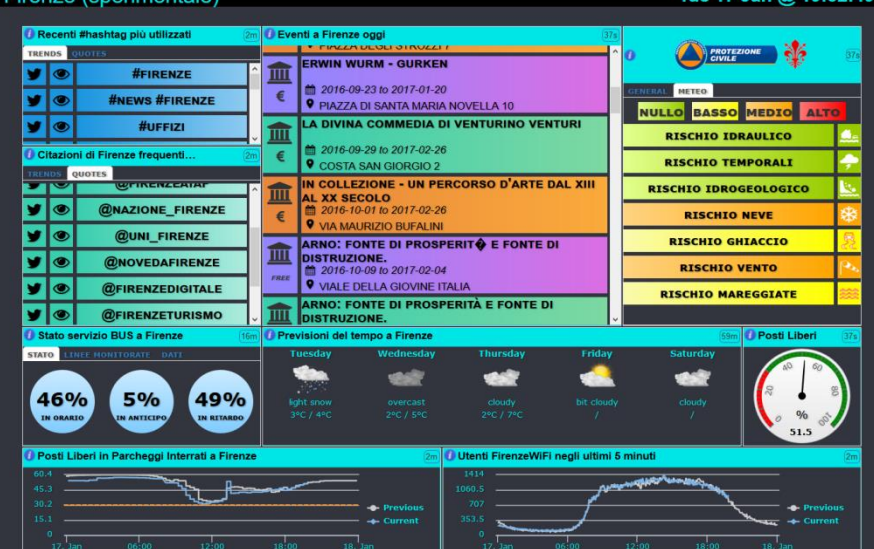 Firenze (sperimentale)
Recenti #hashtag più utilizzati
2m
TRENDS QUOTES
#FIRENZE
#NEWS #FIRENZE
#UFFIZI
Citazioni di Firenze frequenti...
2m
TRENDS QUOTES
@FIRENZEATAF
@NAZIONE_FIRENZE
@UNI_FIRENZE
@NOVEDAFIRENZE
@FIRENZEDIGITALE
@FIRENZETURISMO
Eventi a Firenze oggi
37s
PIAZZA DEGLI STROZZI 7
ERWIN WURM - GURKEN
€
2016-09-23 to 2017-01-20
PIAZZA DI SANTA MARIA NOVELLA 10
LA DIVINA COMMEDIA DI VENTURINO VENTURI
€
2016-09-29 to 2017-02-26
COSTA SAN GIORGIO 2
IN COLLEZIONE - UN PERCORSO D'ARTE DAL XIII
AL XX SECOLO
€
2016-10-01 to 2017-02-26
VIA MAURIZIO BUFALINI
ARNO: FONTE DI PROSPERIT� E FONTE DI
DISTRUZIONE.
FREE
2016-10-09 to 2017-02-04
VIALE DELLA GIOVINE ITALIA
ARNO: FONTE DI PROSPERITÀ E FONTE DI
DISTRUZIONE.
PROTEZIONE
CIVILE
37s
GENERAL METEO
NULLO BASSO MEDIO ALTO
RISCHIO IDRAULICO
RISCHIO TEMPORALI
RISCHIO IDROGEOLOGICO
RISCHIO NEVE
RISCHIO GHIACCIO
RISCHIO VENTO
RISCHIO MAREGGIATE
Stato servizio BUS a Firenze
16m
STATO LINEE MONITORATE DATI
46%
IN ORARIO
5%
IN ANTICIPO
49%
IN RITARDO
Previsioni del tempo a Firenze
59m
Tuesday Wednesday Thursday Friday Saturday
light snow overcast cloudy bit cloudy cloudy
3°C / 4°C 2°C / 5°C 2°C / 7°C / /
Posti Liberi
37s
0 20 40 60 80 100
%
51.5
Posti Liberi in Parcheggi Interrati a Firenze
2m
60.4
45.3
30.2
15.1
0
17. Jan 06:00 12:00 18:00 18. Jan
Previous
Current
Utenti FirenzeWiFi negli ultimi 5 minuti
2m
1414
1060.5
707
353.5
0
17. Jan 06:00 12:00 18:00 18. Jan
Previous
Current